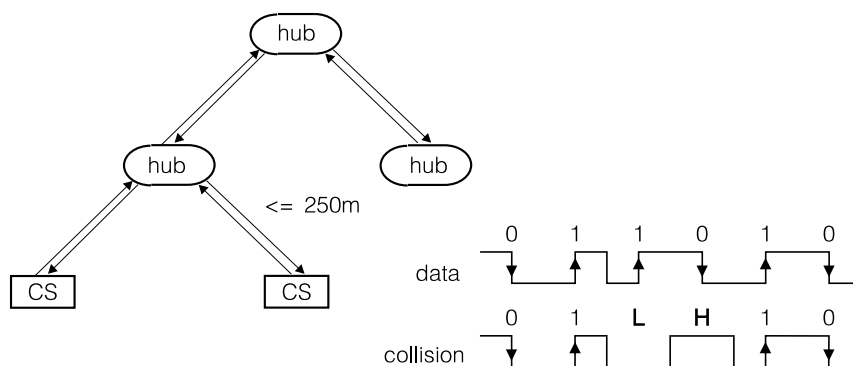 hub
hub
hub
<= 250m
CS
CS
0 1 1 0 1 0
data
0 1 L H 1 0
collision